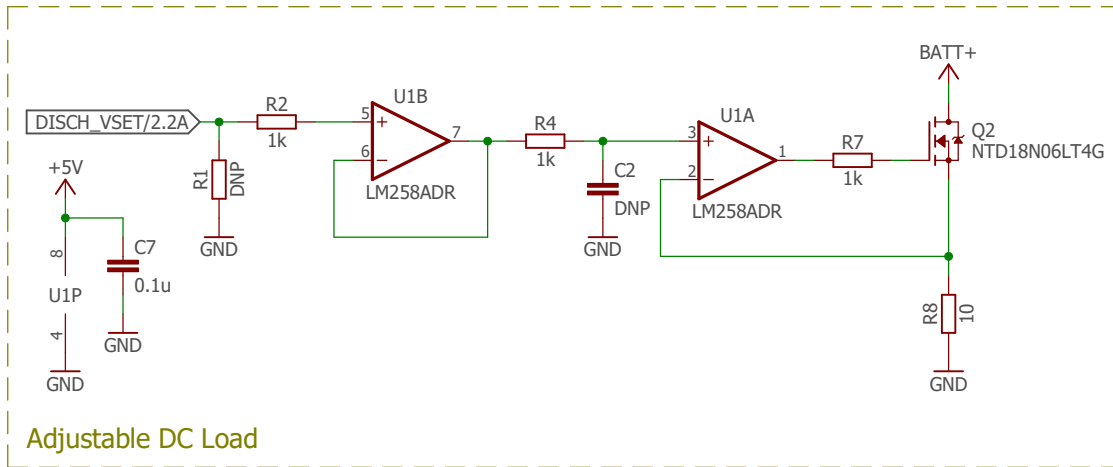 BATT+
U1B
DISCH_VSET/2.2A
R2
1k
5
6
7
LM258ADR
R4
1k
U1A
3
2
1
LM258ADR
R7
1k
Q2
NTD18N06LT4G
+5V
R1
DNP
GND
C2
DNP
GND
8
U1P
4
C7
0.1u
GND
GND
R8
10
GND
Adjustable DC Load